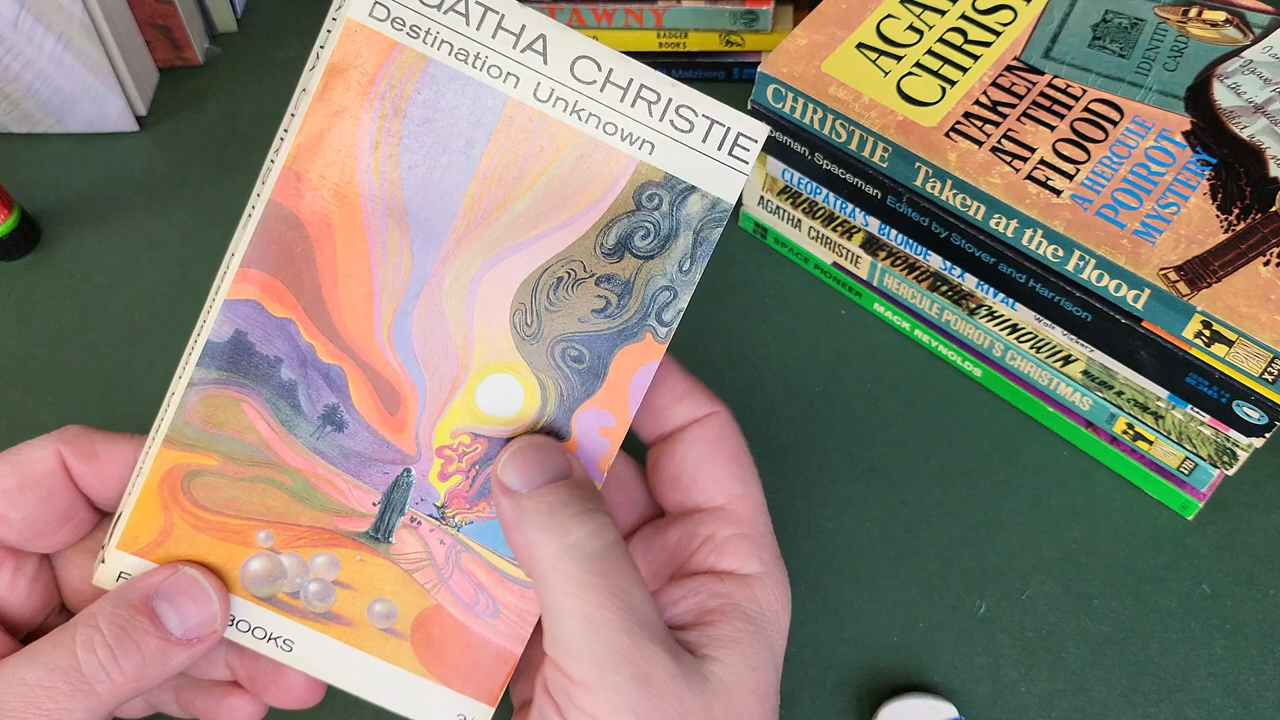 AGATHA CHRISTIE
Destination Unknown
BOOKS
TAWNY
BADGER
BOOKS
Malzberg
CHRISTIE
TAKEN
AT THE
FLOOD
A HERCULE
POIROT
MYSTERY
IDENTITY
CARD
CHRISTIE Taken at the Flood
PAN
Spaceman Edited by Stover and Harrison
CLEOPATRA'S BLONDE SEX RIVAL
PRISONER BEYOND THE CHINDWIN
AGATHA CHRISTIE HERCULE POIROT'S CHRISTMAS
SPACE PIONEER MACK REYNOLDS